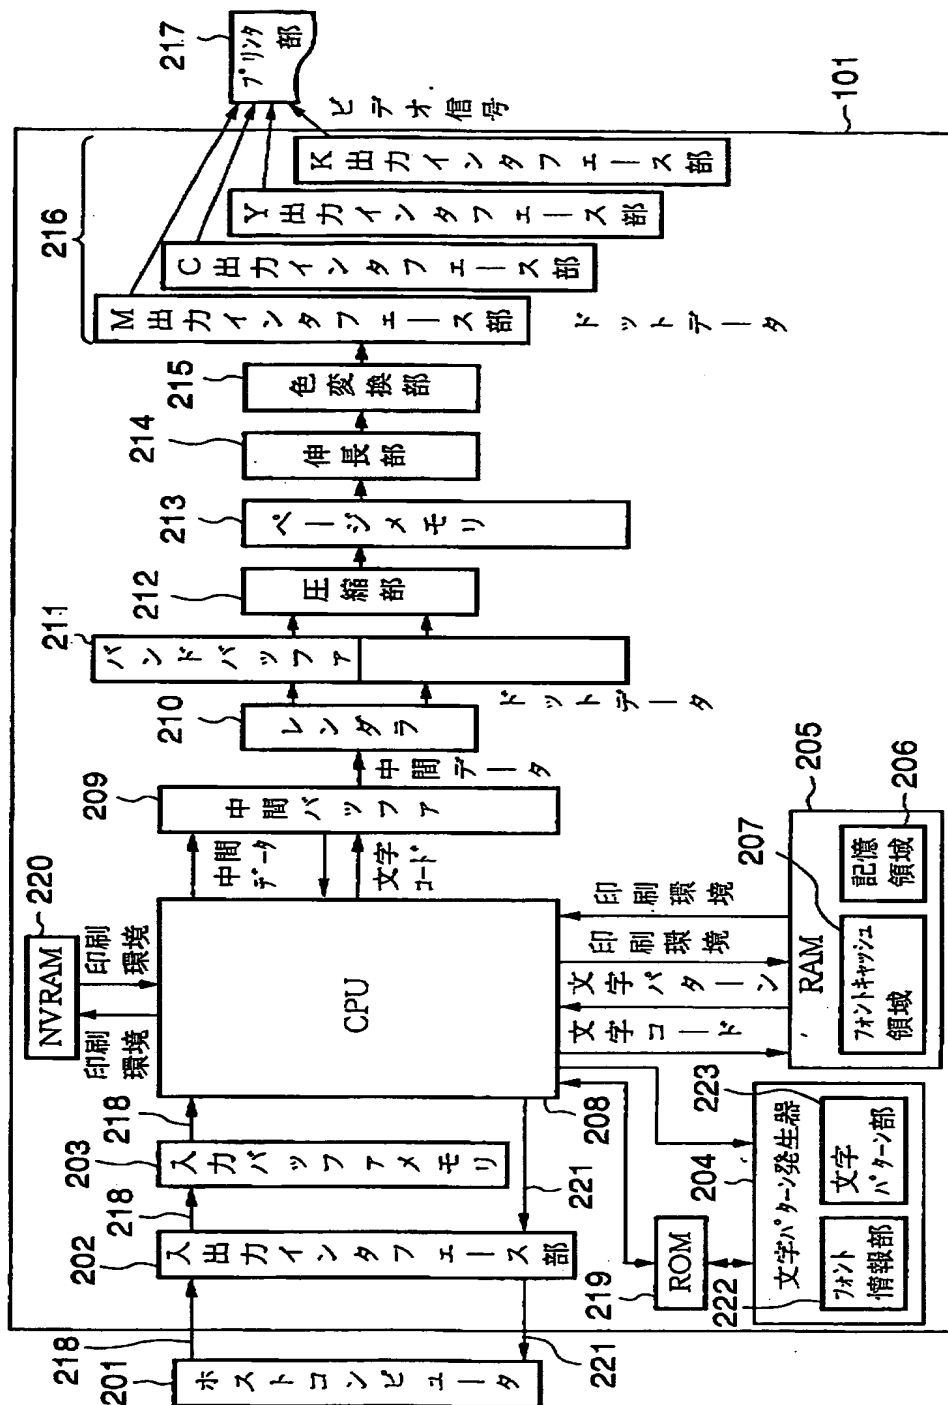 201
ホストコンピュータ
218
221
202
入出力インタフェース部
218
203
入力バッファメモリ
218
221
220
NVRAM
印刷
環境
印刷
環境
CPU
208
219
ROM
204
文字パターン発生器
222
フォント
情報部
223
文字
パターン部
文字コード
文字パターン
印刷環境
印刷環境
205
RAM
207
フォントキャッシュ
領域
206
記憶
領域
中間
データ
文字
コード
209
中間バッファ
中間データ
210
レンダラ
ドットデータ
211
バンドバッファ
212
圧縮部
213
ページメモリ
214
伸長部
215
色変換部
216
M出力インタフェース部
C出力インタフェース部
Y出力インタフェース部
K出力インタフェース部
ドットデータ
ビデオ信号
217
プリンタ
部
101